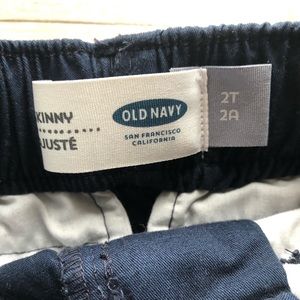 KINNY
JUSTÉ
OLD NAVY
SAN FRANCISCO
CALIFORNIA
2T
2A